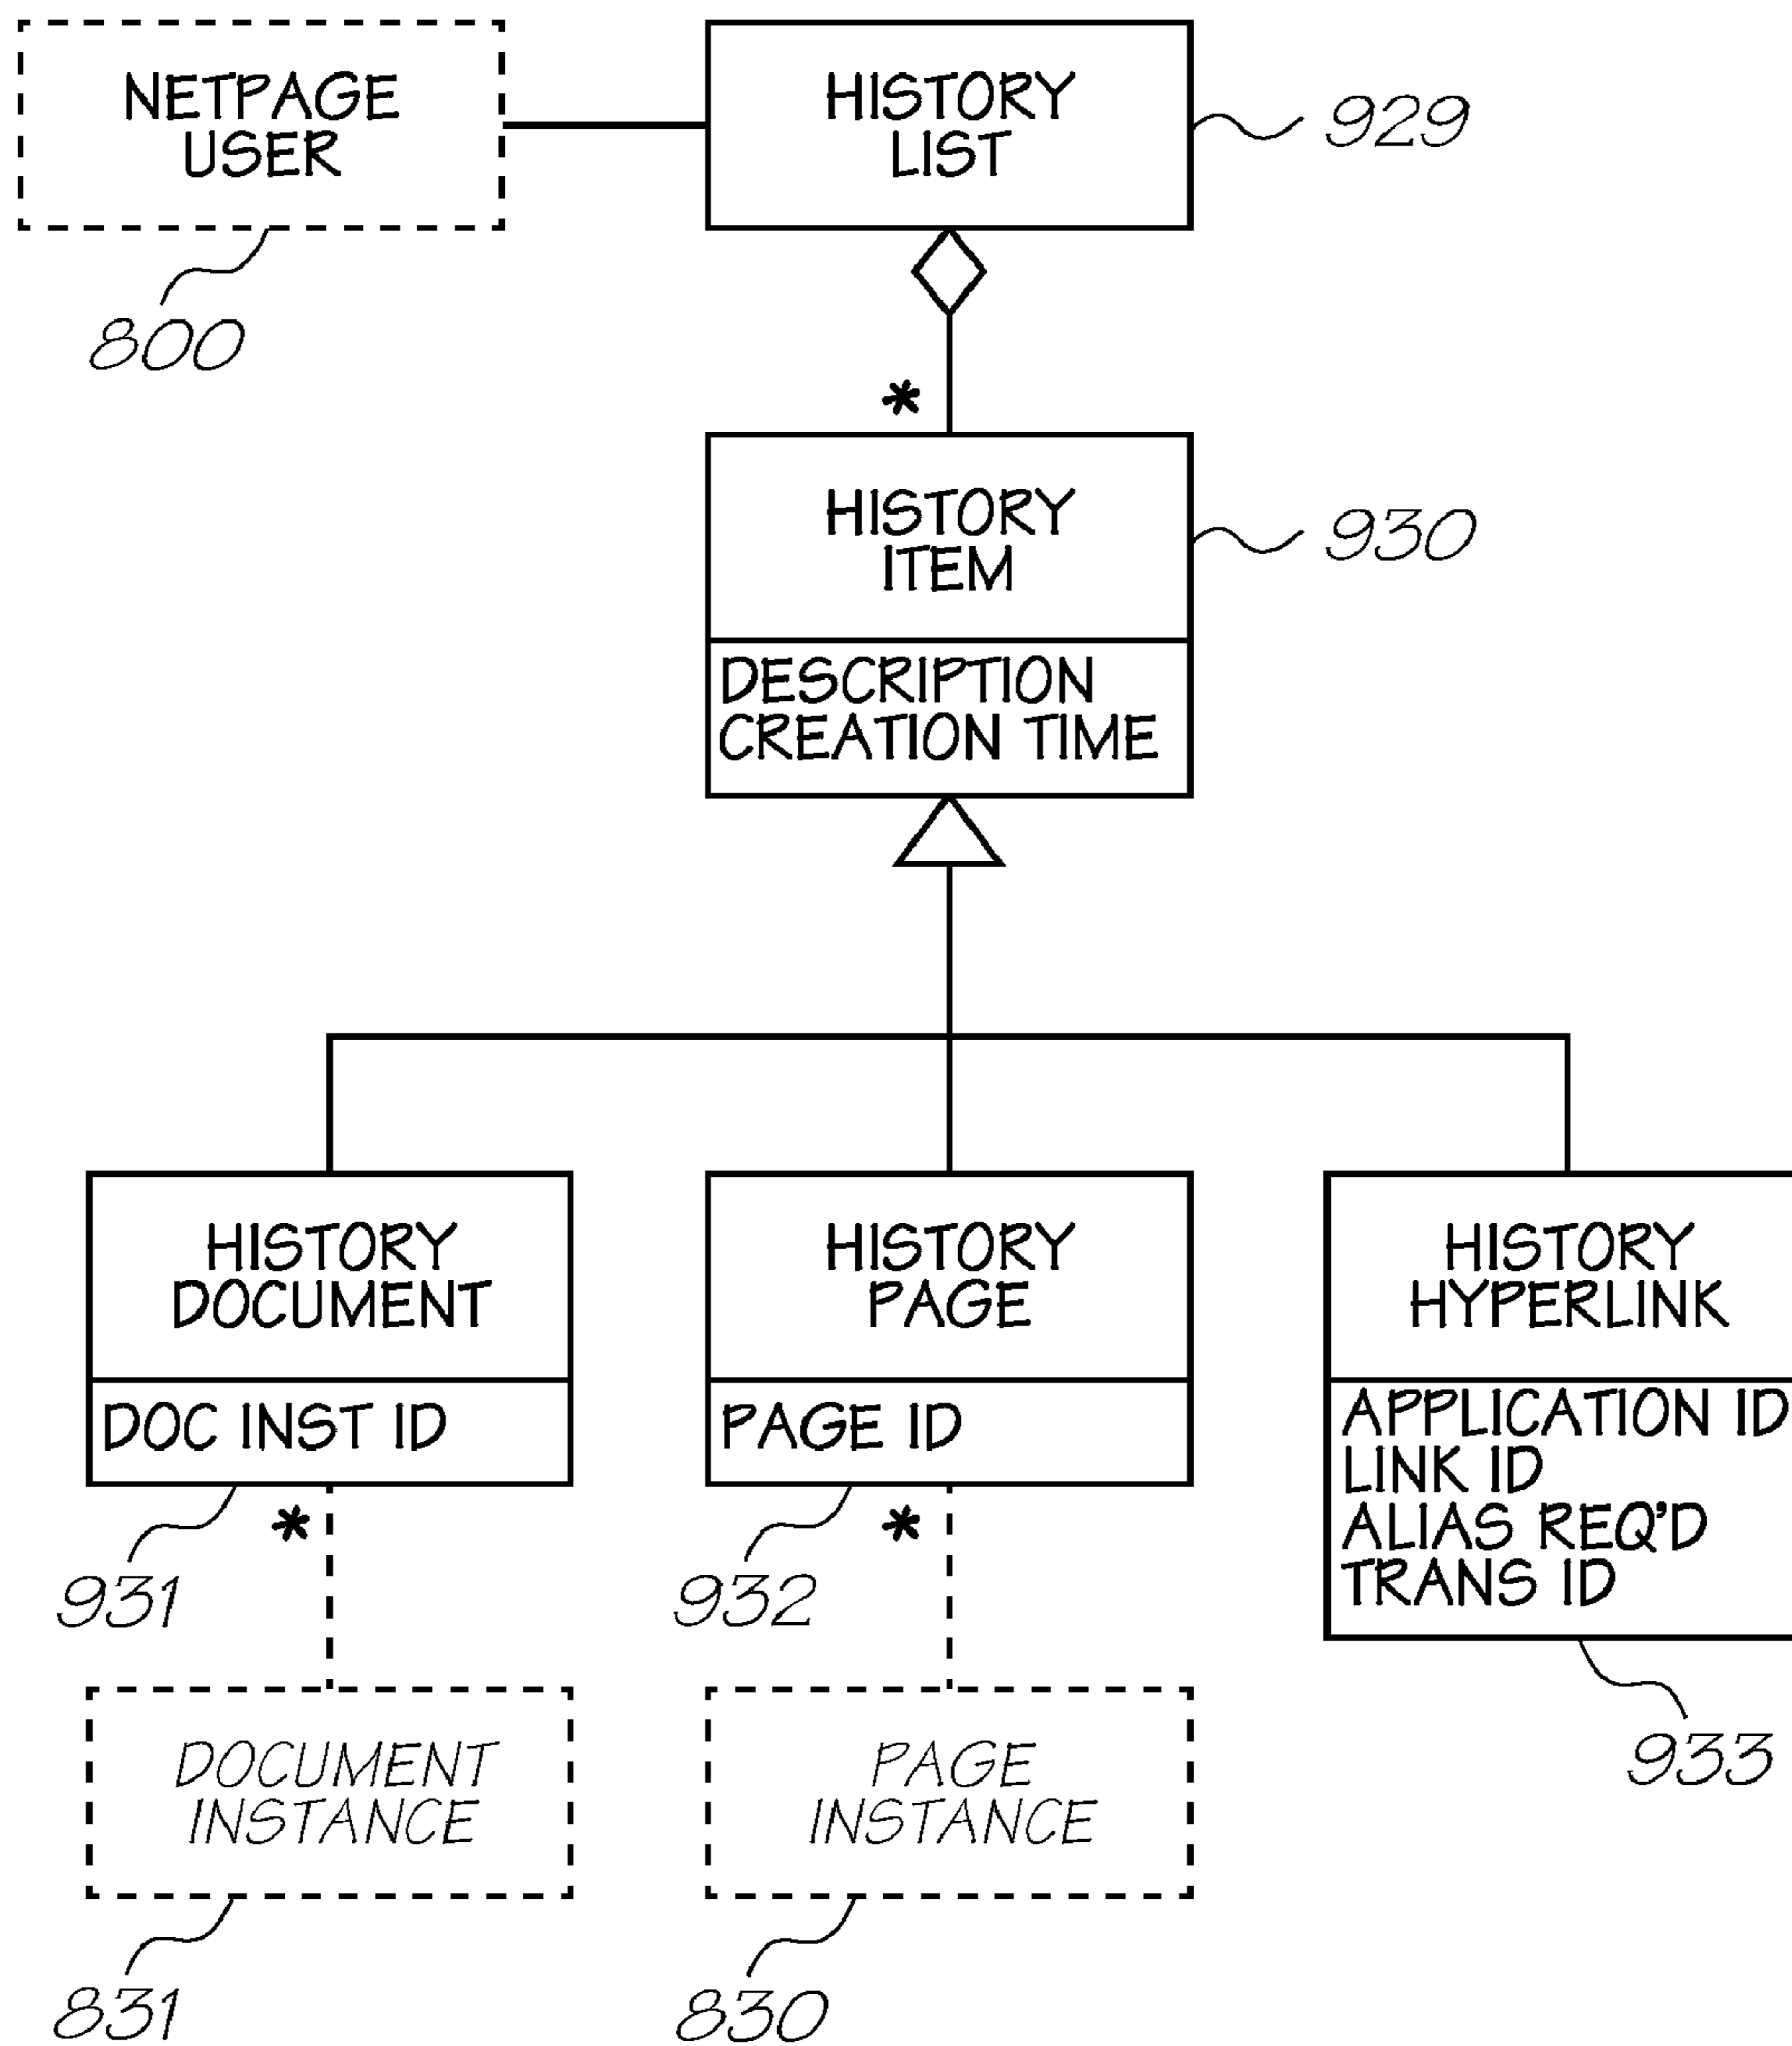 NETPAGE
USER
HISTORY
LIST
929
800
*
HISTORY
ITEM
930
DESCRIPTION
CREATION TIME
HISTORY
DOCUMENT
DOC INST ID
HISTORY
PAGE
PAGE ID
HISTORY
HYPERLINK
APPLICATION ID
LINK ID
ALIAS REQ'D
TRANS ID
*
931
*
932
933
DOCUMENT
INSTANCE
PAGE
INSTANCE
831
830